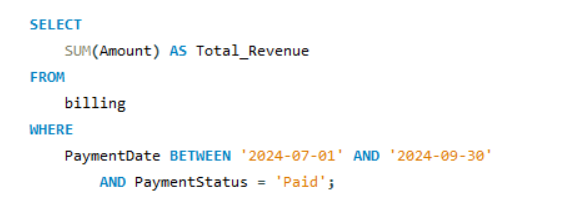 SELECT
    SUM(Amount) AS Total_Revenue
FROM
    billing
WHERE
    PaymentDate BETWEEN '2024-07-01' AND '2024-09-30'
        AND PaymentStatus = 'Paid';